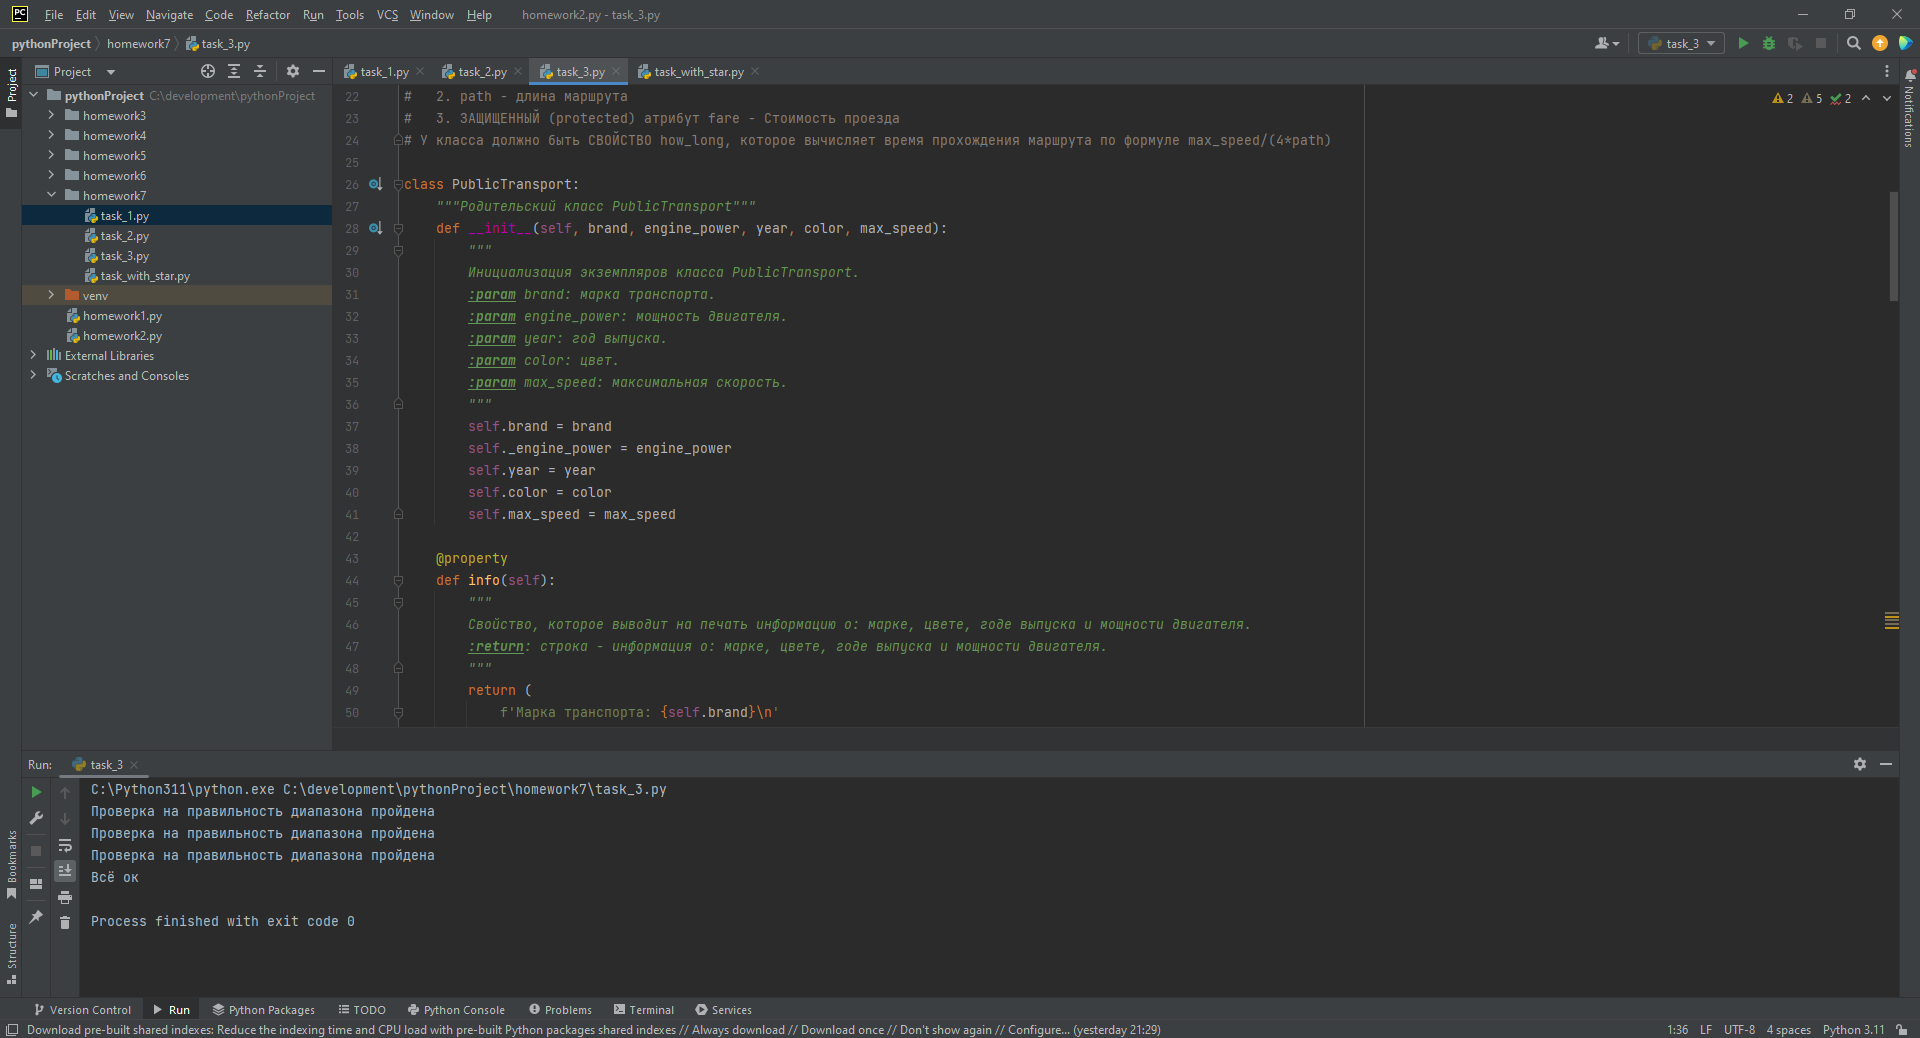 PC File Edit View Navigate Code Refactor Run Tools VCS Window Help homework2.py - task_3.py
pythonProject homework7 task_3.py
task_3
Project
task_1.py task_2.py task_3.py task_with_star.py
Project
pythonProject C:\development\pythonProject
homework3
homework4
homework5
homework6
homework7
task_1.py
task_2.py
task_3.py
task_with_star.py
venv
homework1.py
homework2.py
External Libraries
Scratches and Consoles
2 5 2
Notifications
22 #   2. path - длина маршрута
23 #   3. ЗАЩИЩЕННЫЙ (protected) атрибут fare - Стоимость проезда
24 # У класса должно быть СВОЙСТВО how_long, которое вычисляет время прохождения маршрута по формуле max_speed/(4*path)
25
26 class PublicTransport:
27     """Родительский класс PublicTransport"""
28     def __init__(self, brand, engine_power, year, color, max_speed):
29         """
30         Инициализация экземпляров класса PublicTransport.
31         :param brand: марка транспорта.
32         :param engine_power: мощность двигателя.
33         :param year: год выпуска.
34         :param color: цвет.
35         :param max_speed: максимальная скорость.
36         """
37         self.brand = brand
38         self._engine_power = engine_power
39         self.year = year
40         self.color = color
41         self.max_speed = max_speed
42
43     @property
44     def info(self):
45         """
46         Свойство, которое выводит на печать информацию о: марке, цвете, годе выпуска и мощности двигателя.
47         :return: строка - информация о: марке, цвете, годе выпуска и мощности двигателя.
48         """
49         return (
50             f'Марка транспорта: {self.brand}\n'
Run: task_3
C:\Python311\python.exe C:\development\pythonProject\homework7\task_3.py
Проверка на правильность диапазона пройдена
Проверка на правильность диапазона пройдена
Проверка на правильность диапазона пройдена
Всё ок
Process finished with exit code 0
Bookmarks
Structure
Version Control Run Python Packages TODO Python Console Problems Terminal Services
Download pre-built shared indexes: Reduce the indexing time and CPU load with pre-built Python packages shared indexes // Always download // Download once // Don't show again // Configure... (yesterday 21:29) 1:36 LF UTF-8 4 spaces Python 3.11